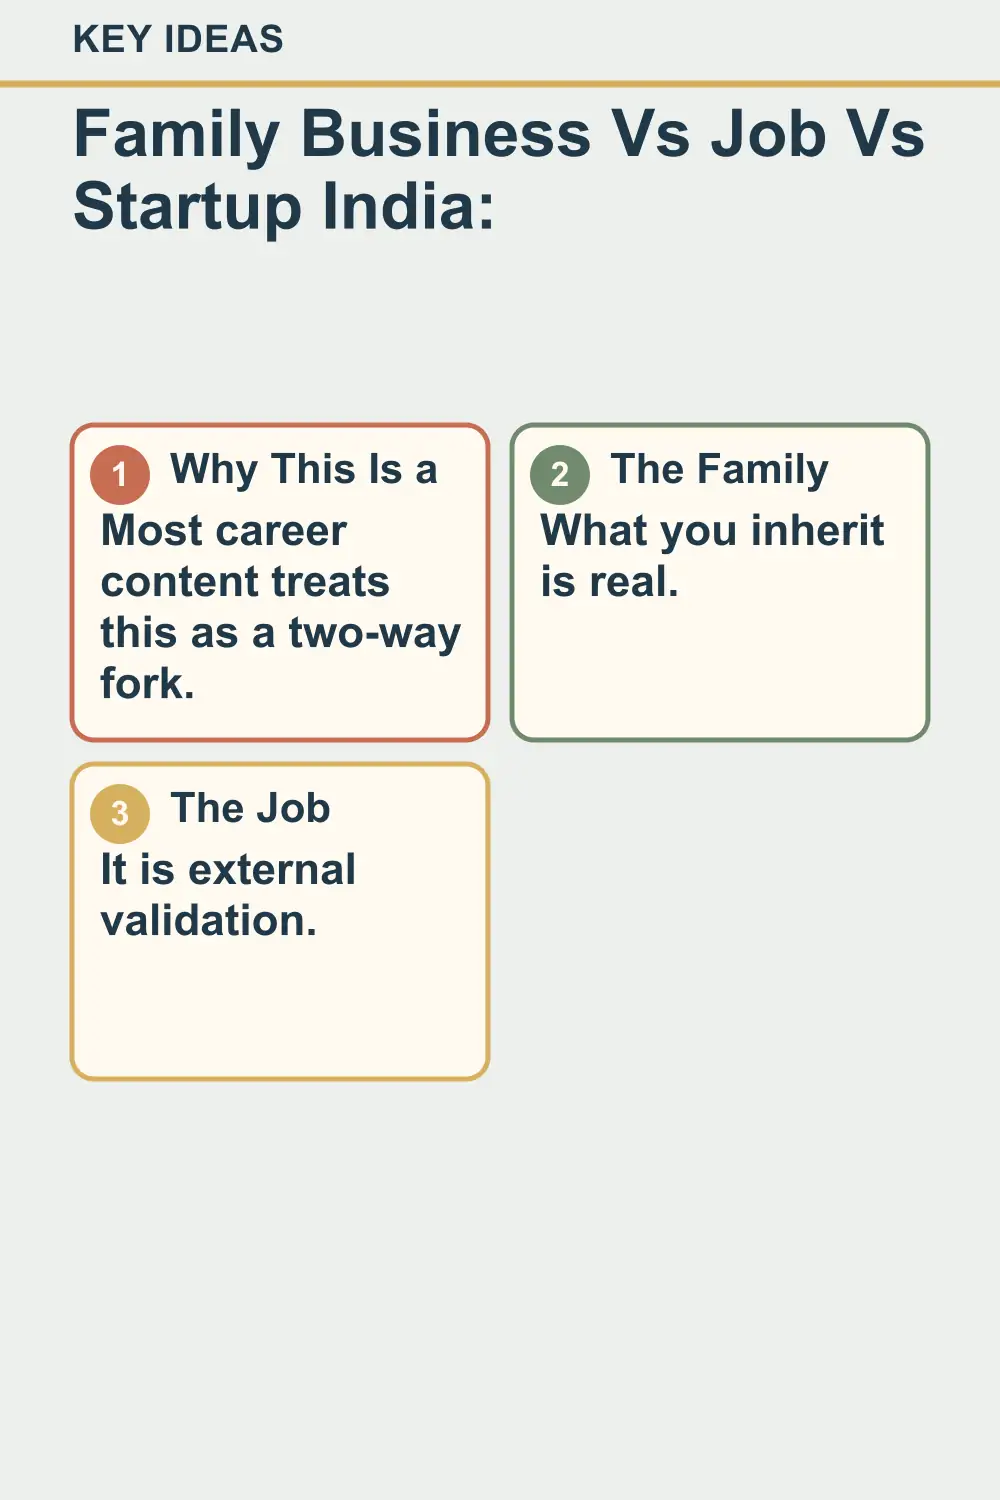 KEY IDEAS
Family Business Vs Job Vs
Startup India:
1 Why This Is a
Most career
content treats
this as a two-way
fork.
2 The Family
What you inherit
is real.
3 The Job
It is external
validation.